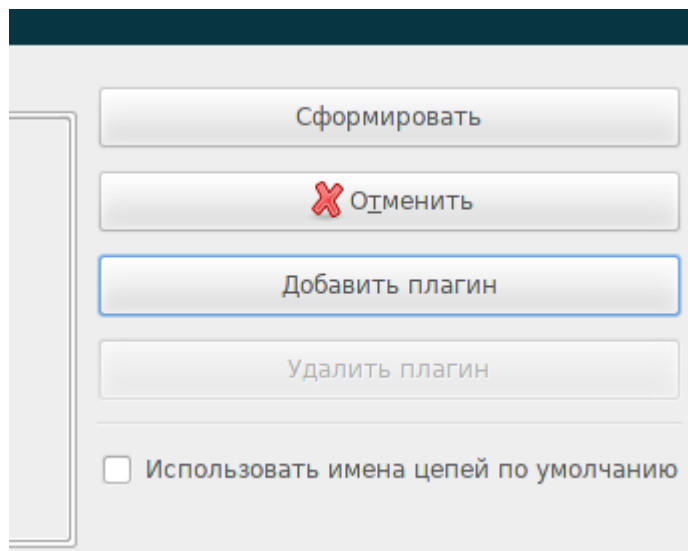 Сформировать
Отменить
Добавить плагин
Удалить плагин
Использовать имена цепей по умолчанию